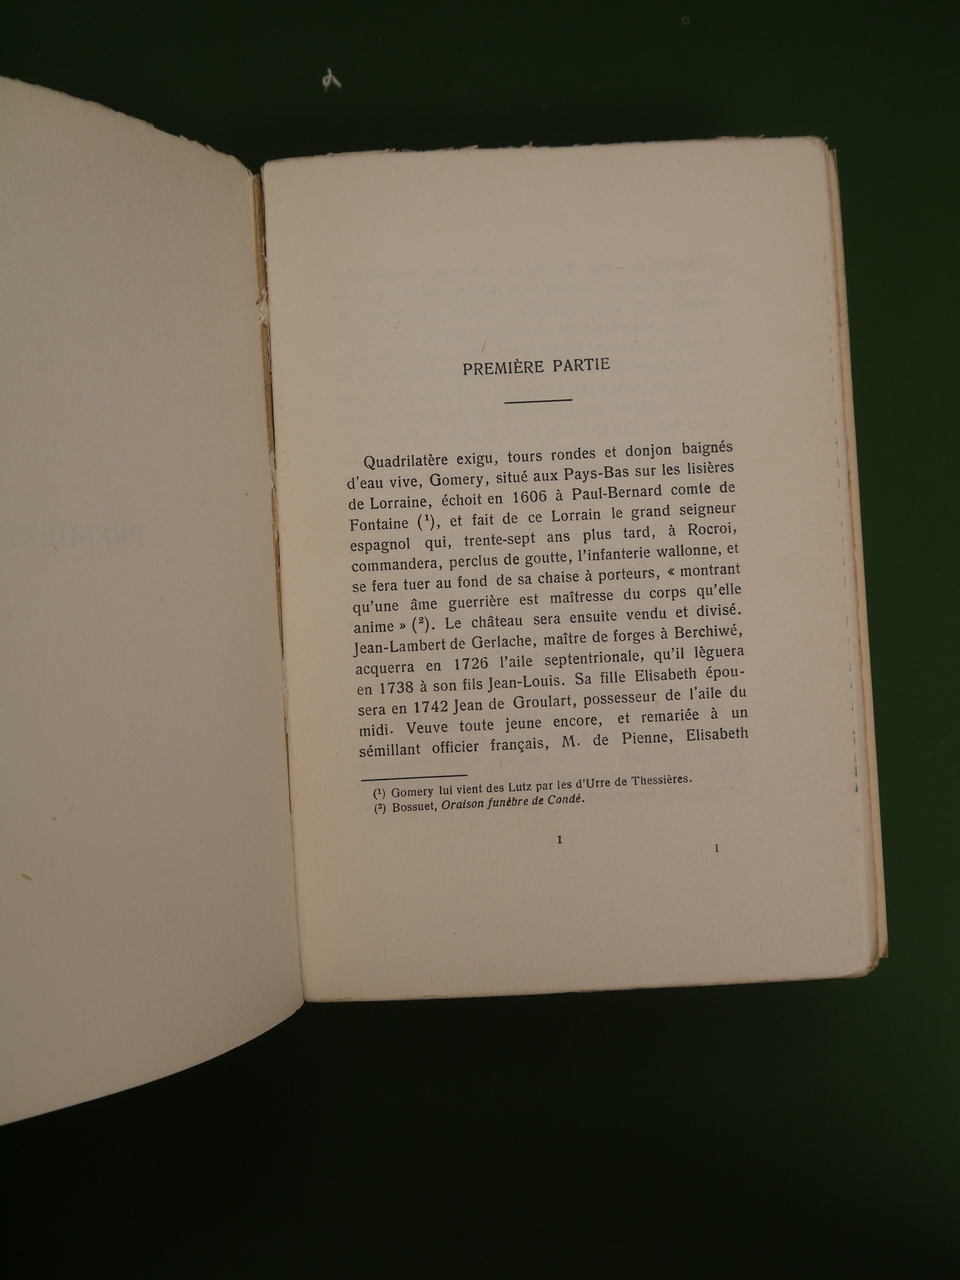 PREMIÈRE PARTIE
Quadrilatère exigu, tours rondes et donjon baignés
d'eau vive, Gomery, situé aux Pays-Bas sur les lisières
de Lorraine, échoit en 1606 à Paul-Bernard comte de
Fontaine (¹), et fait de ce Lorrain le grand seigneur
espagnol qui, trente-sept ans plus tard, à Rocroi,
commandera, perclus de goutte, l'infanterie wallonne, et
se fera tuer au fond de sa chaise à porteurs, « montrant
qu'une âme guerrière est maîtresse du corps qu'elle
anime » (²). Le château sera ensuite vendu et divisé.
Jean-Lambert de Gerlache, maître de forges à Berchiwé,
acquerra en 1726 l'aile septentrionale, qu'il lèguera
en 1738 à son fils Jean-Louis. Sa fille Elisabeth épou-
sera en 1742 Jean de Groulart, possesseur de l'aile du
midi. Veuve toute jeune encore, et remariée à un
sémillant officier français, M. de Pienne, Elisabeth
(¹) Gomery lui vient des Lutz par les d'Urre de Thessières.
(²) Bossuet, Oraison funèbre de Condé.
I
1